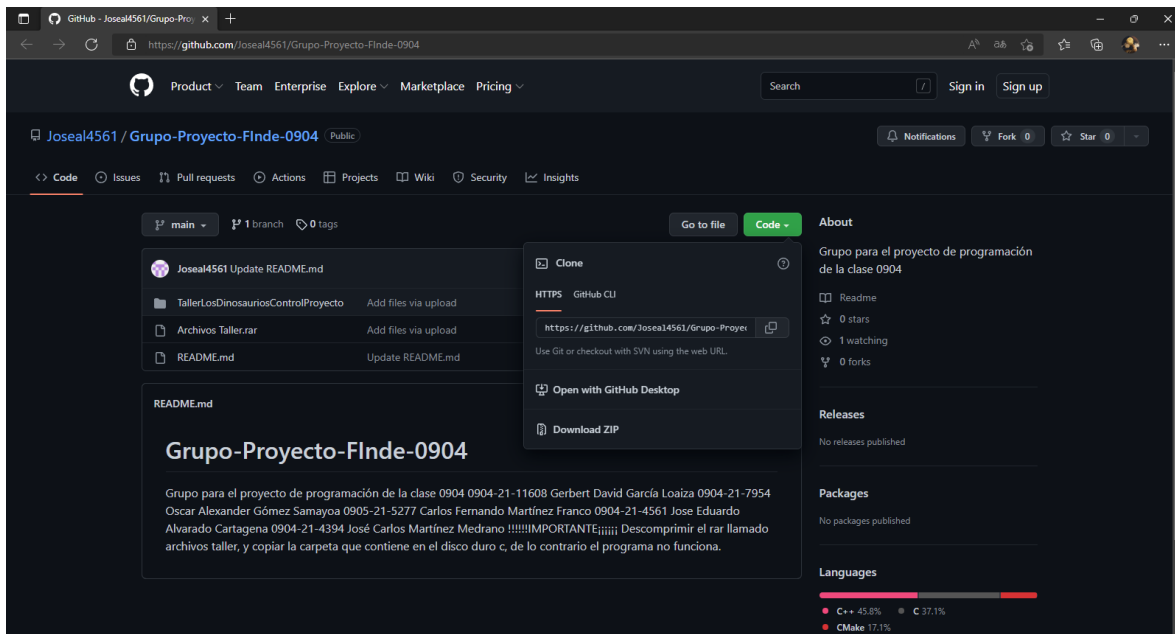 GitHub - Joseal4561/Grupo-Proy
https://github.com/Joseal4561/Grupo-Proyecto-FInde-0904
Product Team Enterprise Explore Marketplace Pricing
Search / Sign in Sign up
Joseal4561 / Grupo-Proyecto-FInde-0904 Public
Notifications Fork 0 Star 0
Code Issues Pull requests Actions Projects Wiki Security Insights
main 1 branch 0 tags Go to file Code
Joseal4561 Update README.md
TallerLosDinosauriosControlProyecto Add files via upload
Archivos Taller.rar Add files via upload
README.md Update README.md
Clone
HTTPS GitHub CLI
https://github.com/Joseal4561/Grupo-Proyec
Use Git or checkout with SVN using the web URL.
Open with GitHub Desktop
Download ZIP
README.md
Grupo-Proyecto-FInde-0904
Grupo para el proyecto de programación de la clase 0904 0904-21-11608 Gerbert David García Loaiza 0904-21-7954
Oscar Alexander Gómez Samayoa 0905-21-5277 Carlos Fernando Martínez Franco 0904-21-4561 Jose Eduardo
Alvarado Cartagena 0904-21-4394 José Carlos Martínez Medrano !!!!!!IMPORTANTE¡¡¡¡¡¡ Descomprimir el rar llamado
archivos taller, y copiar la carpeta que contiene en el disco duro c, de lo contrario el programa no funciona.
About
Grupo para el proyecto de programación
de la clase 0904
Readme
0 stars
1 watching
0 forks
Releases
No releases published
Packages
No packages published
Languages
C++ 45.8% C 37.1%
CMake 17.1%